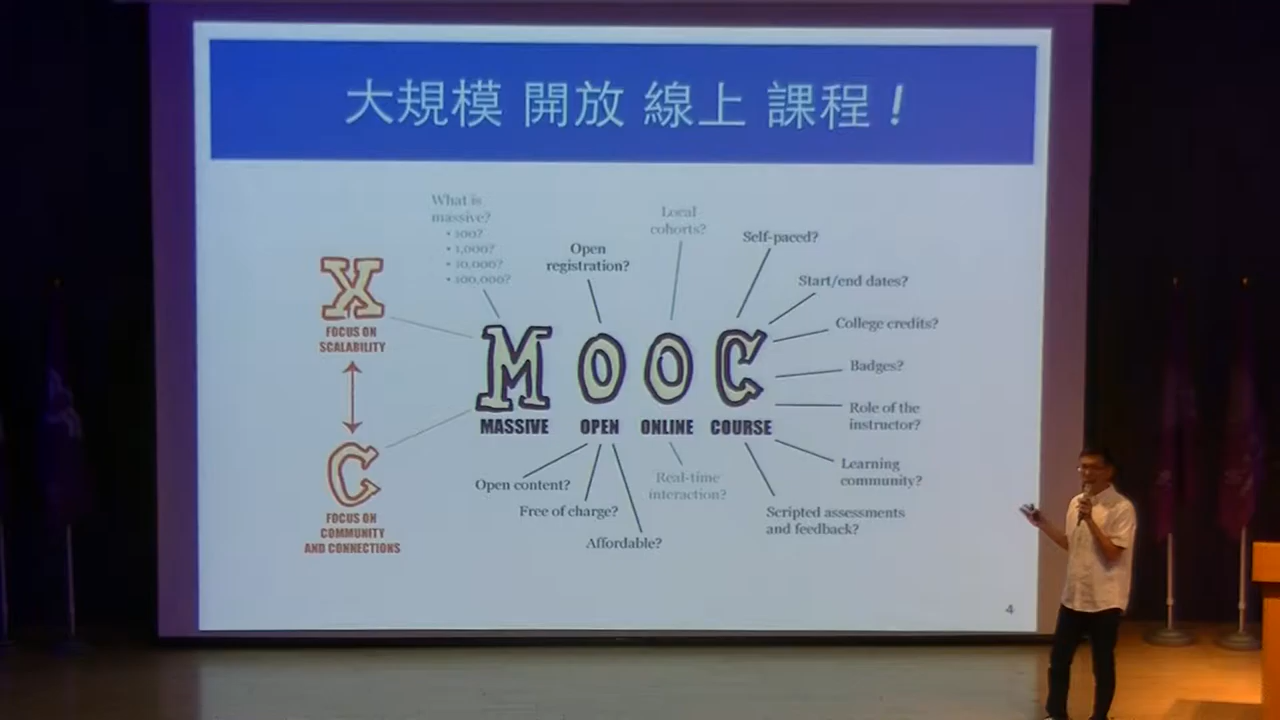 大規模 開放 線上 課程！
What is
massive?
• 100?
• 1,000?
• 10,000?
• 100,000?
Open
registration?
Local
cohorts?
Self-paced?
Start/end dates?
College credits?
Badges?
Role of the
instructor?
Learning
community?
Scripted assessments
and feedback?
X
FOCUS ON
SCALABILITY
C
FOCUS ON
COMMUNITY
AND CONNECTIONS
MOOC
MASSIVE OPEN ONLINE COURSE
Open content?
Free of charge?
Affordable?
Real-time
interaction?
4